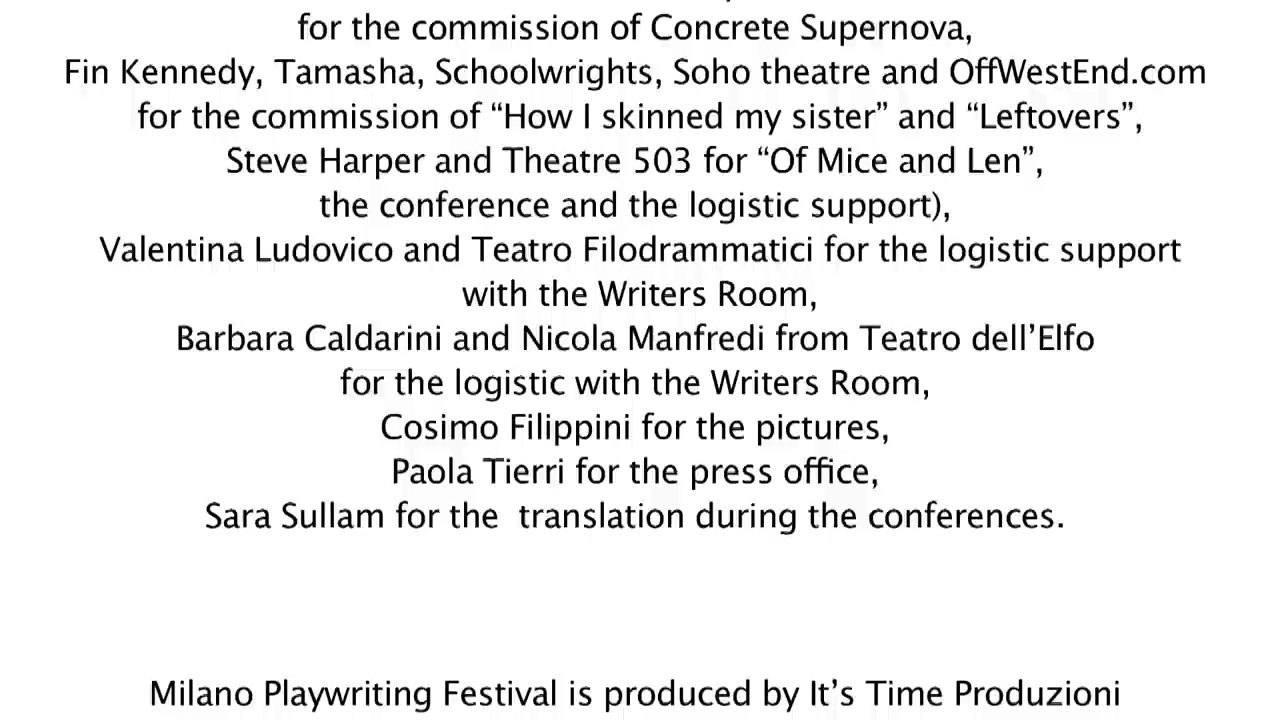 for the commission of Concrete Supernova,
Fin Kennedy, Tamasha, Schoolwrights, Soho theatre and OffWestEnd.com
for the commission of “How I skinned my sister” and “Leftovers”,
Steve Harper and Theatre 503 for “Of Mice and Len”,
the conference and the logistic support),
Valentina Ludovico and Teatro Filodrammatici for the logistic support
with the Writers Room,
Barbara Caldarini and Nicola Manfredi from Teatro dell’Elfo
for the logistic with the Writers Room,
Cosimo Filippini for the pictures,
Paola Tierri for the press office,
Sara Sullam for the  translation during the conferences.
Milano Playwriting Festival is produced by It’s Time Produzioni